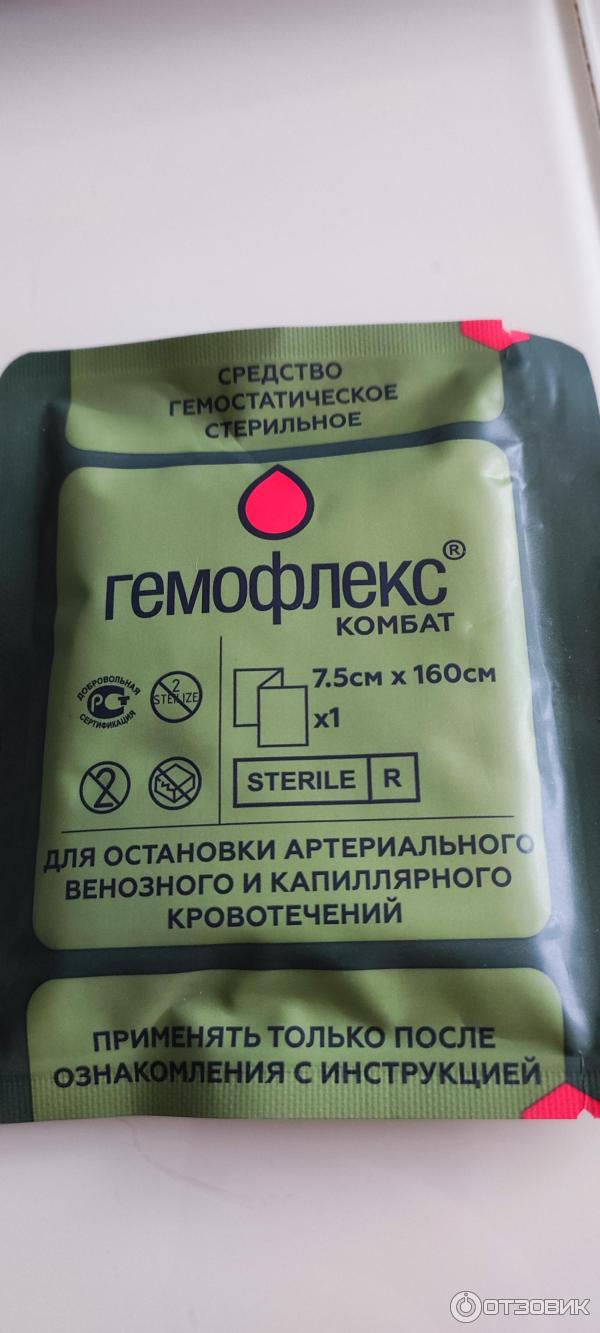 СРЕДСТВО
ГЕМОСТАТИЧЕСКОЕ
СТЕРИЛЬНОЕ
гемофлекс®
КОМБАТ
ДОБРОВОЛЬНАЯ
РСТ
СЕРТИФИКАЦИЯ
2
STERILIZE
7.5см x 160см
x1
2
STERILE R
ДЛЯ ОСТАНОВКИ АРТЕРИАЛЬНОГО
ВЕНОЗНОГО И КАПИЛЛЯРНОГО
КРОВОТЕЧЕНИЙ
ПРИМЕНЯТЬ ТОЛЬКО ПОСЛЕ
ОЗНАКОМЛЕНИЯ С ИНСТРУКЦИЕЙ
ОТЗОВИК